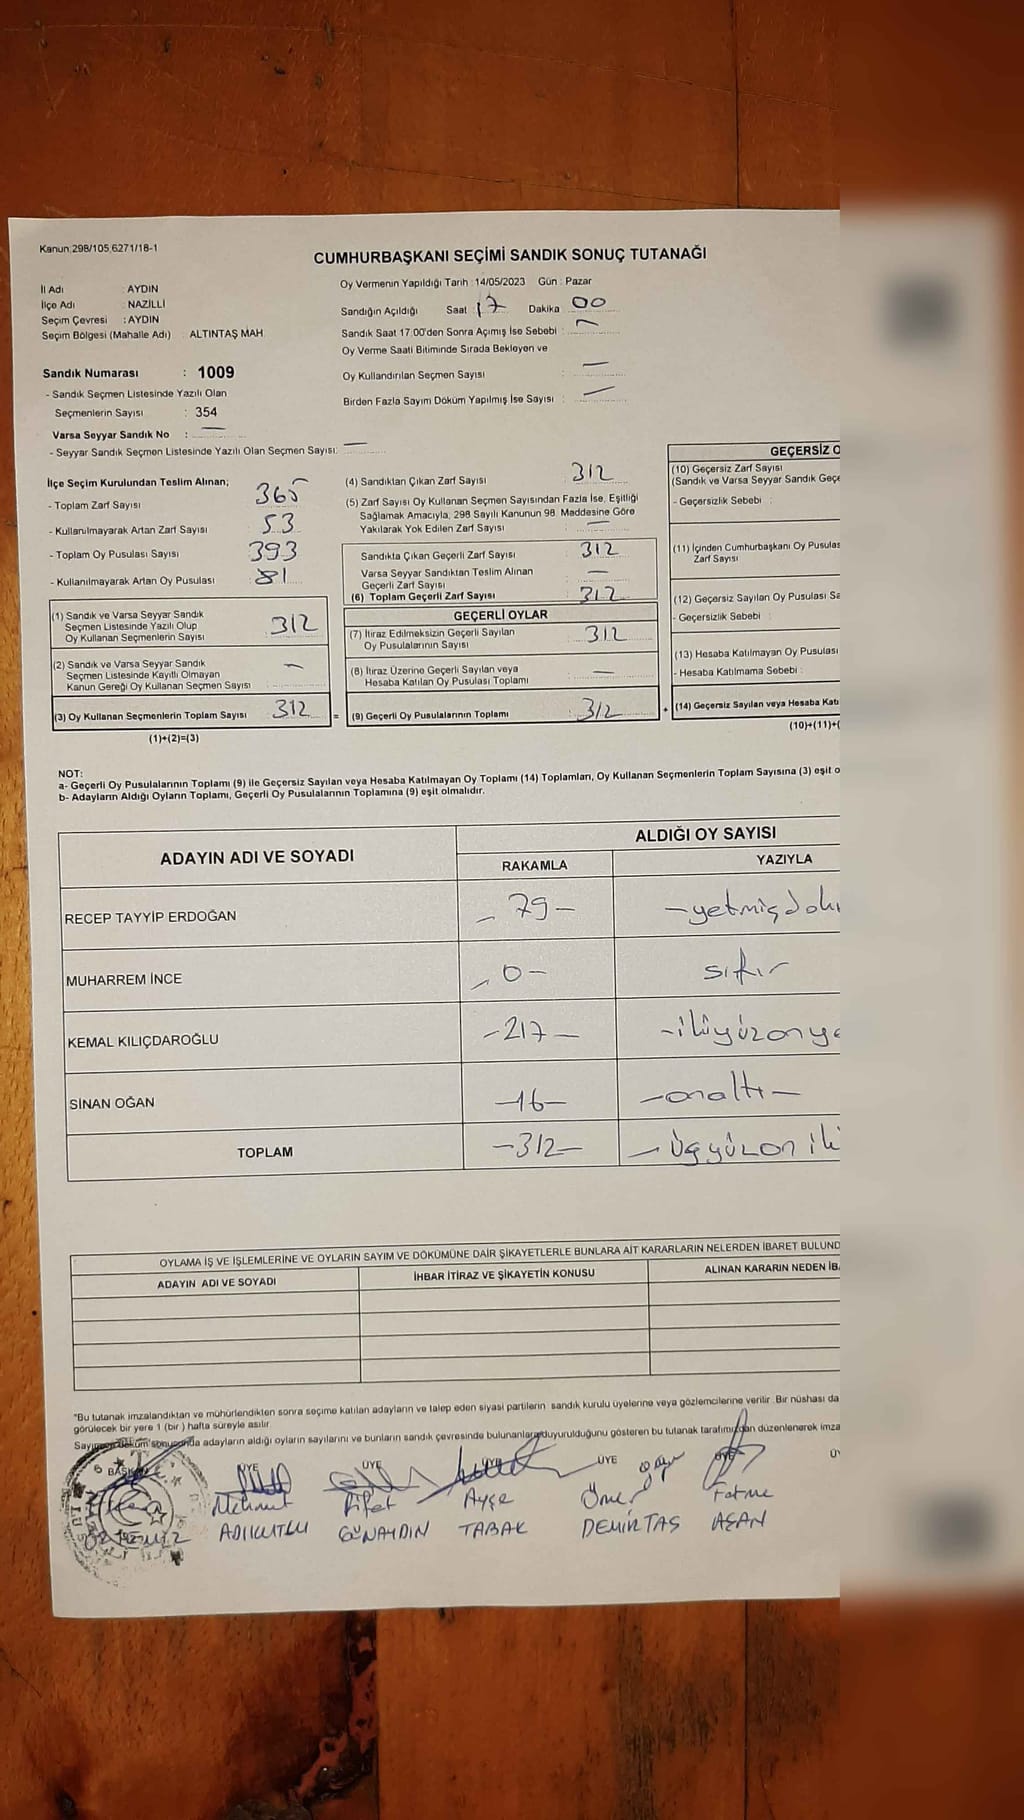 Kanun;298/105,6271/18-1
CUMHURBAŞKANI SEÇİMİ SANDIK SONUÇ TUTANAĞI
İl Adı : AYDIN
İlçe Adı : NAZİLLİ
Seçim Çevresi : AYDIN
Seçim Bölgesi (Mahalle Adı) ALTINTAŞ MAH.
Oy Vermenin Yapıldığı Tarih : 14/05/2023 Gün : Pazar
Sandığın Açıldığı Saat : 17 Dakika 00
Sandık Saat 17.00'den Sonra Açımış İse Sebebi : —
Oy Verme Saati Bitiminde Sırada Bekleyen ve
Oy Kullandırılan Seçmen Sayısı —
Birden Fazla Sayım Döküm Yapılmış İse Sayısı : —
Sandık Numarası : 1009
- Sandık Seçmen Listesinde Yazılı Olan
Seçmenlerin Sayısı : 354
Varsa Seyyar Sandık No : —
- Seyyar Sandık Seçmen Listesinde Yazılı Olan Seçmen Sayısı: —
İlçe Seçim Kurulundan Teslim Alınan;
- Toplam Zarf Sayısı 365
- Kullanılmayarak Artan Zarf Sayısı 53
- Toplam Oy Pusulası Sayısı 393
- Kullanılmayarak Artan Oy Pusulası 81
(1) Sandık ve Varsa Seyyar Sandık
Seçmen Listesinde Yazılı Olup
Oy Kullanan Seçmenlerin Sayısı 312
(2) Sandık ve Varsa Seyyar Sandık
Seçmen Listesinde Kayıtlı Olmayan
Kanun Gereği Oy Kullanan Seçmen Sayısı —
(3) Oy Kullanan Seçmenlerin Toplam Sayısı 312 =
(1)+(2)=(3)
(4) Sandıktan Çıkan Zarf Sayısı 312
(5) Zarf Sayısı Oy Kullanan Seçmen Sayısından Fazla İse, Eşitliği
Sağlamak Amacıyla, 298 Sayılı Kanunun 98. Maddesine Göre
Yakılarak Yok Edilen Zarf Sayısı —
Sandıkta Çıkan Geçerli Zarf Sayısı 312
Varsa Seyyar Sandıktan Teslim Alınan
Geçerli Zarf Sayısı —
(6) Toplam Geçerli Zarf Sayısı 312
GEÇERLİ OYLAR
(7) İtiraz Edilmeksizin Geçerli Sayılan
Oy Pusulalarının Sayısı 312
(8) İtiraz Üzerine Geçerli Sayılan veya
Hesaba Katılan Oy Pusulası Toplamı —
(9) Geçerli Oy Pusulalarının Toplamı 312 +
GEÇERSİZ O
(10) Geçersiz Zarf Sayısı
(Sandık ve Varsa Seyyar Sandık Geçe
- Geçersizlik Sebebi :
(11) İçinden Cumhurbaşkanı Oy Pusulas
Zarf Sayısı
(12) Geçersiz Sayılan Oy Pusulası Sa
- Geçersizlik Sebebi :
(13) Hesaba Katılmayan Oy Pusulası
- Hesaba Katılmama Sebebi :
(14) Geçersiz Sayılan veya Hesaba Katı
(10)+(11)+(
NOT:
a- Geçerli Oy Pusulalarının Toplamı (9) ile Geçersiz Sayılan veya Hesaba Katılmayan Oy Toplamı (14) Toplamları, Oy Kullanan Seçmenlerin Toplam Sayısına (3) eşit o
b- Adayların Aldığı Oyların Toplamı, Geçerli Oy Pusulalarının Toplamına (9) eşit olmalıdır.
ADAYIN ADI VE SOYADI ALDIĞI OY SAYISI
RAKAMLA YAZIYLA
RECEP TAYYİP ERDOĞAN - 79 - - yetmişdoku
MUHARREM İNCE - 0 - sıfır
KEMAL KILIÇDAROĞLU - 217 - - ikiyüzonye
SİNAN OĞAN - 16 - - onaltı -
TOPLAM - 312 - - üçyüzon iki
OYLAMA İŞ VE İŞLEMLERİNE VE OYLARIN SAYIM VE DÖKÜMÜNE DAİR ŞİKAYETLERLE BUNLARA AİT KARARLARIN NELERDEN İBARET BULUND
ADAYIN ADI VE SOYADI İHBAR İTİRAZ VE ŞİKAYETİN KONUSU ALINAN KARARIN NEDEN İBA
"Bu tutanak imzalandıktan ve mühürlendikten sonra seçime katılan adayların ve talep eden siyasi partilerin sandık kurulu üyelerine veya gözlemcilerine verilir. Bir nüshası da
görülecek bir yere 1 (bir ) hafta süreyle asılır.
Sayım döküm sonucunda adayların aldığı oyların sayılarını ve bunların sandık çevresinde bulunanlara duyurulduğunu gösteren bu tutanak tarafımızdan düzenlenerek imza
BAŞKAN ÜYE ÜYE ÜYE ÜYE ÜYE Ü
Mehmut Rifat Ayşe Ömer Fatma
ADIKUTLU GÜNAYDIN TABAK DEMİRTAŞ ASAN